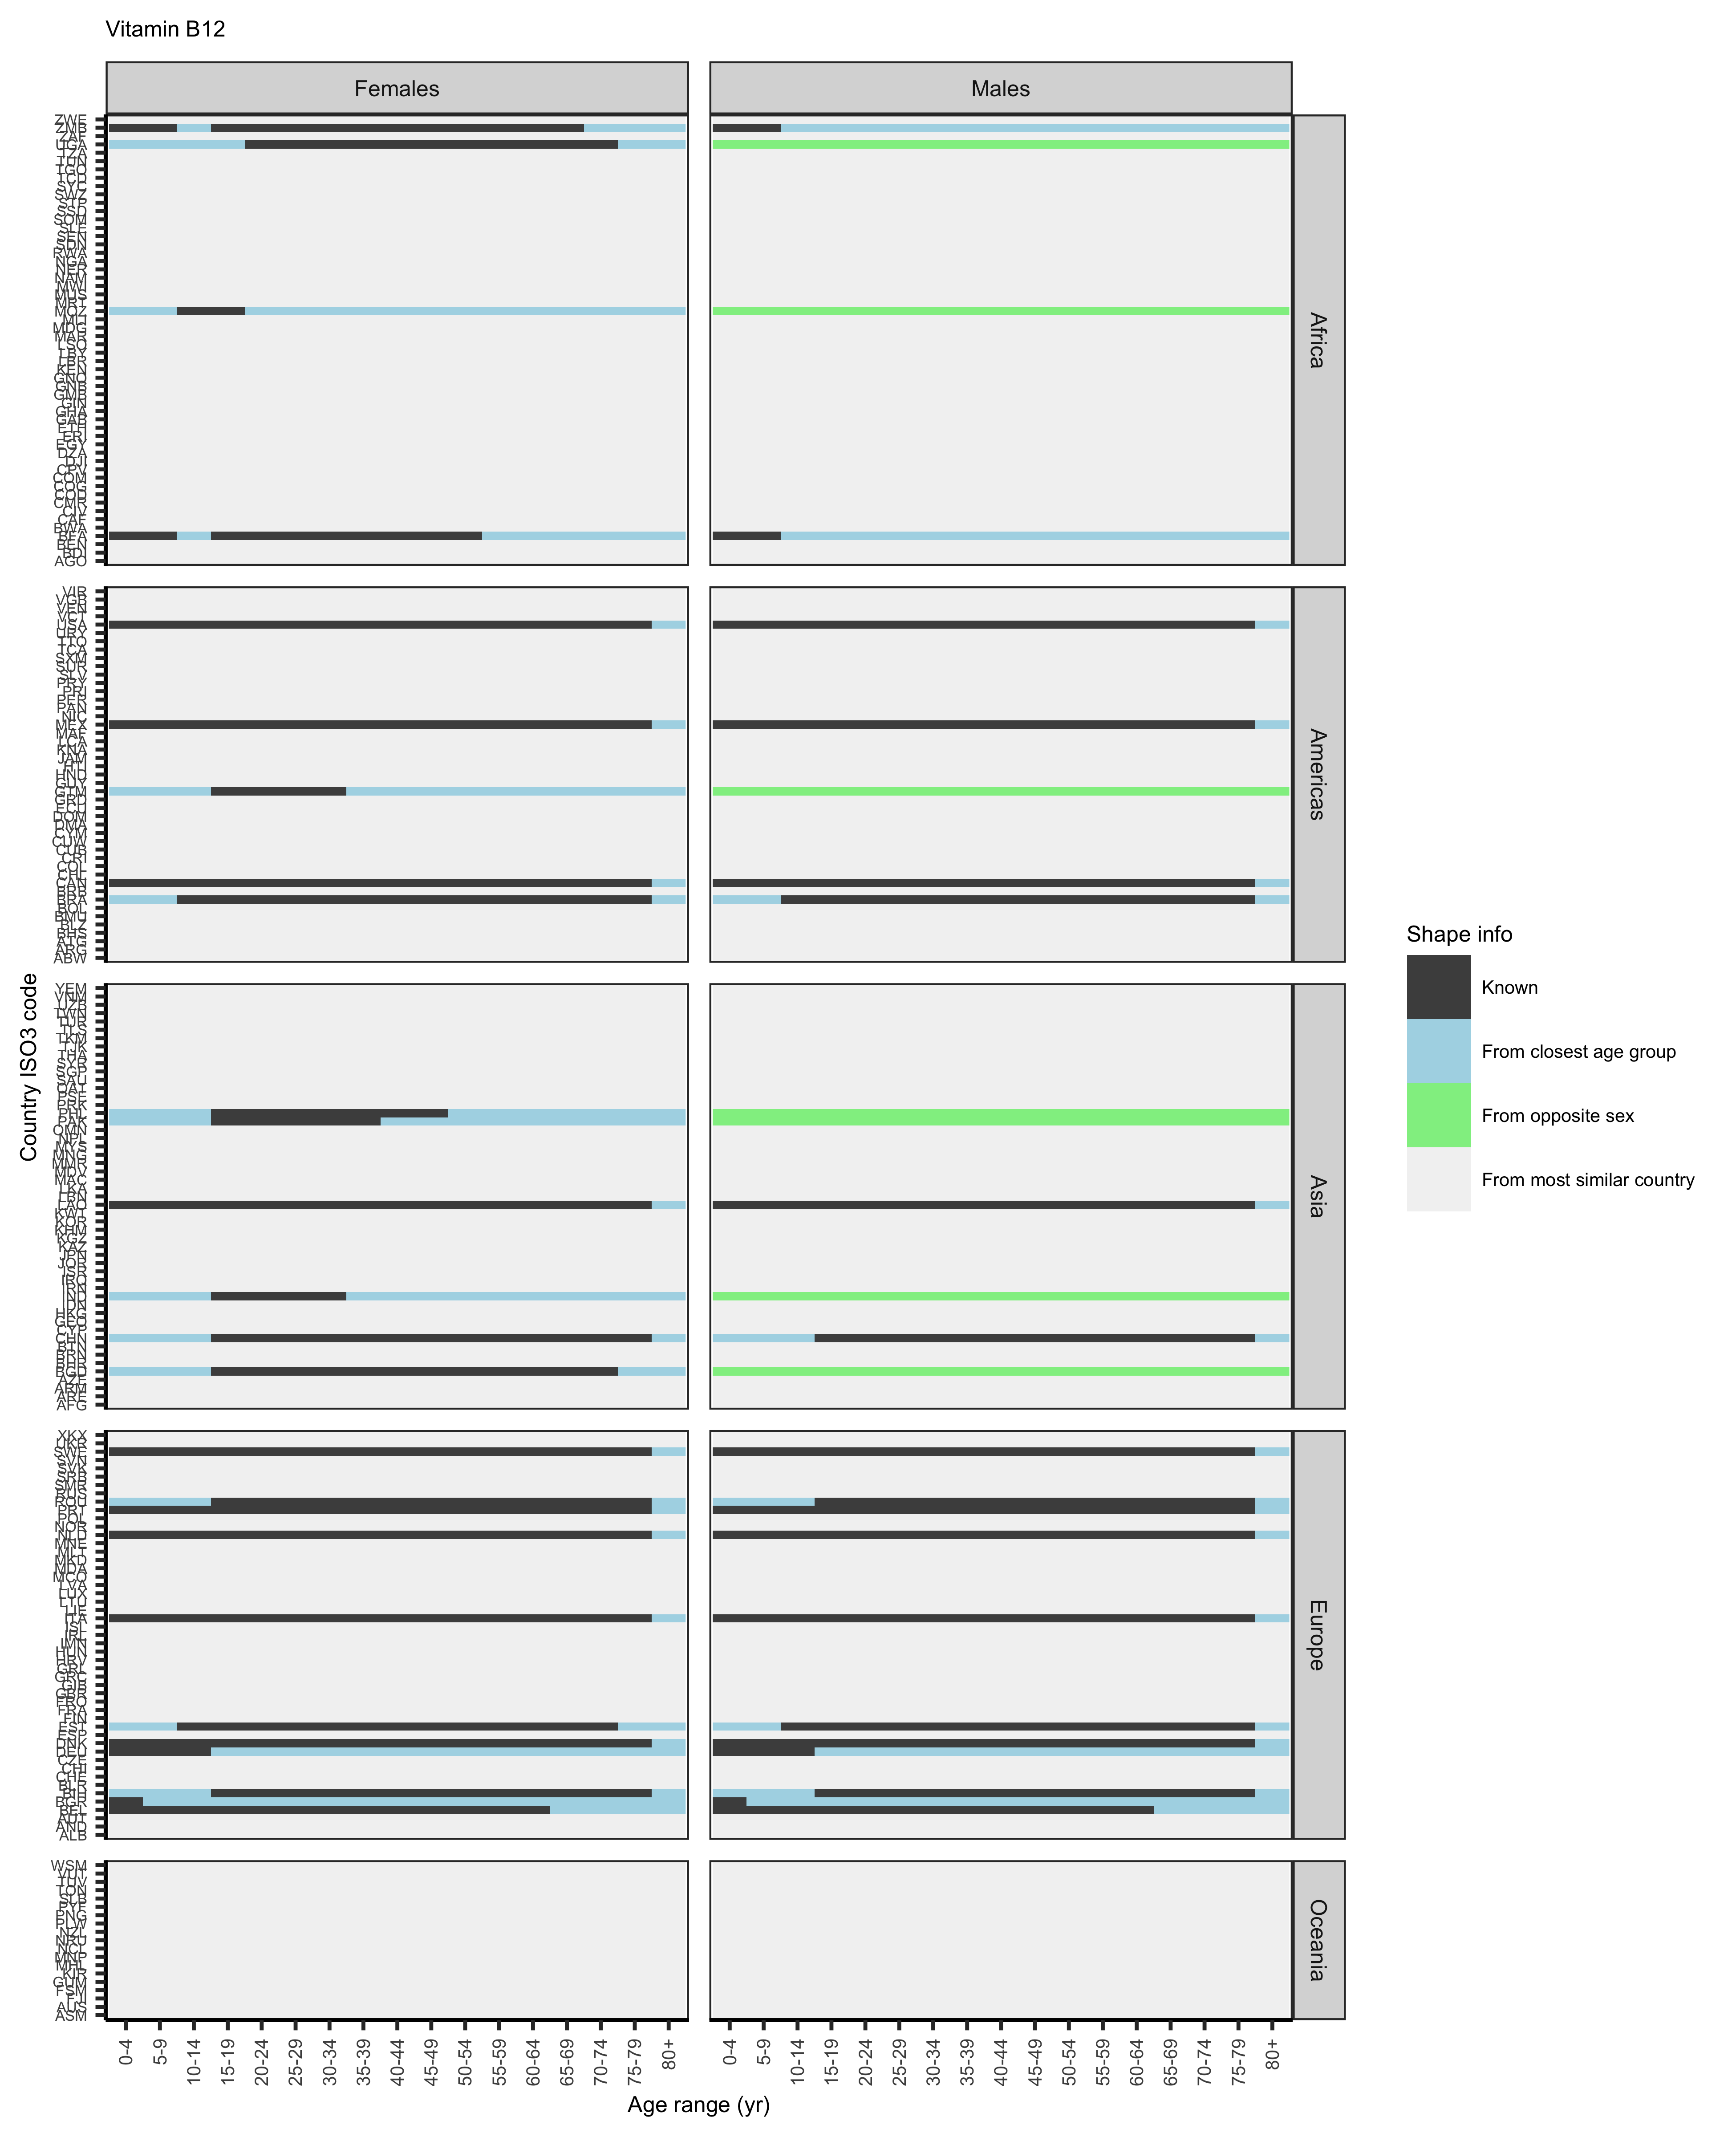 Vitamin B12
Females
Males
ZWE
ZMB
ZAF
UGA
TZA
TUN
TGO
TCD
SYC
SWZ
STP
SSD
SOM
SLE
SEN
SDN
RWA
NGA
NER
NAM
MWI
MUS
MRT
MOZ
MLI
MDG
MAR
LSO
LBY
LBR
KEN
GNQ
GNB
GMB
GIN
GHA
GAB
ETH
ERI
EGY
DZA
DJI
CPV
COM
COG
COD
CMR
CIV
CAF
BWA
BFA
BEN
BDI
AGO
Africa
VIR
VGB
VEN
VCT
USA
URY
TTO
TCA
SXM
SUR
SLV
PRY
PRI
PER
PAN
NIC
MEX
MAF
LCA
KNA
JAM
HTI
HND
GUY
GTM
GRD
ECU
DOM
DMA
CYM
CUW
CUB
CRI
COL
CHL
CAN
BRB
BRA
BOL
BMU
BLZ
BHS
ATG
ARG
ABW
Americas
YEM
VNM
UZB
TWN
TUR
TLS
TKM
TJK
THA
SYR
SGP
SAU
QAT
PSE
PRK
PHL
PAK
OMN
NPL
MYS
MNG
MMR
MDV
MAC
LKA
LBN
LAO
KWT
KOR
KHM
KGZ
KAZ
JPN
JOR
ISR
IRQ
IRN
IND
IDN
HKG
GEO
CYP
CHN
BTN
BRN
BHR
BGD
AZE
ARM
ARE
AFG
Asia
XKX
UKR
SWE
SVN
SVK
SRB
SMR
RUS
ROU
PRT
POL
NOR
NLD
MNE
MLT
MKD
MDA
MCO
LVA
LUX
LTU
LIE
ITA
ISL
IRL
IMN
HUN
HRV
GRL
GRC
GIB
GBR
FRO
FRA
FIN
EST
ESP
DNK
DEU
CZE
CHI
CHE
BLR
BIH
BGR
BEL
AUT
AND
ALB
Europe
WSM
VUT
TUV
TON
SLB
PYF
PNG
PLW
NZL
NRU
NCL
MNP
MHL
KIR
GUM
FSM
FJI
AUS
ASM
Oceania
Country ISO3 code
0-4
5-9
10-14
15-19
20-24
25-29
30-34
35-39
40-44
45-49
50-54
55-59
60-64
65-69
70-74
75-79
80+
0-4
5-9
10-14
15-19
20-24
25-29
30-34
35-39
40-44
45-49
50-54
55-59
60-64
65-69
70-74
75-79
80+
Age range (yr)
Shape info
Known
From closest age group
From opposite sex
From most similar country